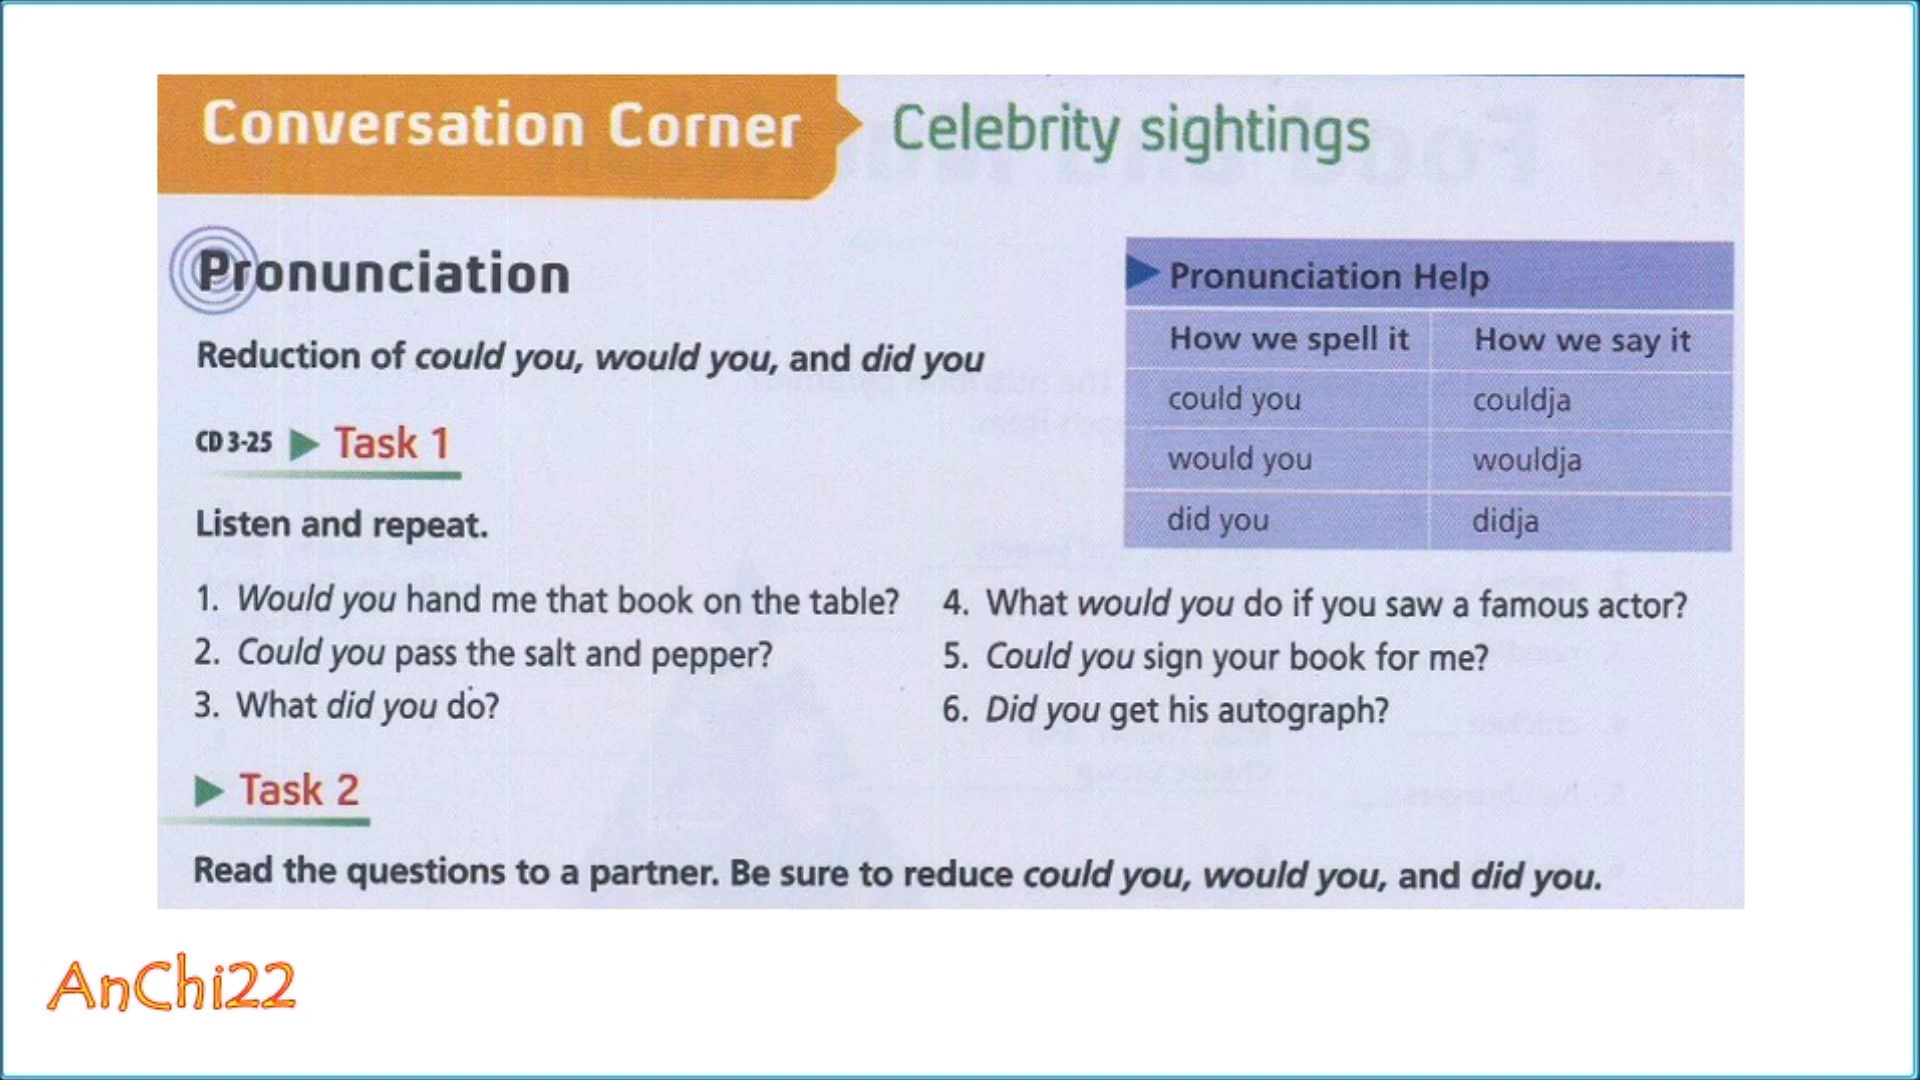 Conversation Corner
Celebrity sightings
Pronunciation
Reduction of could you, would you, and did you
Pronunciation Help
How we spell it How we say it
could you couldja
would you wouldja
did you didja
CD 3-25 Task 1
Listen and repeat.
1. Would you hand me that book on the table?
2. Could you pass the salt and pepper?
3. What did you do?
4. What would you do if you saw a famous actor?
5. Could you sign your book for me?
6. Did you get his autograph?
Task 2
Read the questions to a partner. Be sure to reduce could you, would you, and did you.
AnChi22